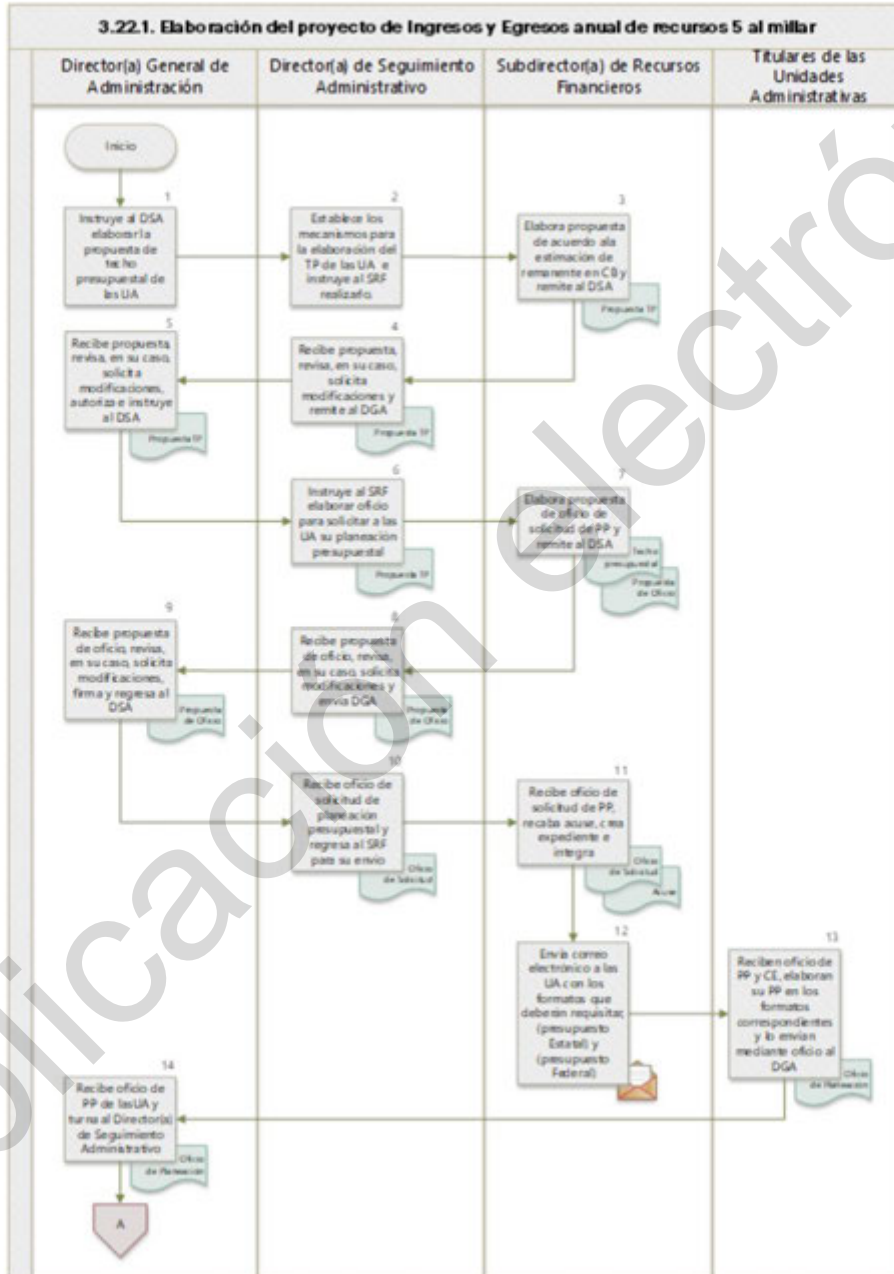 3.22.1. Elaboración del proyecto de Ingresos y Egresos anual de recursos 5 al millar
Director(a) General de
Administración
Director(a) de Seguimiento
Administrativo
Subdirector(a) de Recursos
Financieros
Titulares de las
Unidades
Administrativas
Inicio
1
Instruye al DSA
elaborar la
propuesta de
techo
presupuestal de
las UA
2
Establece los
mecanismos para
la elaboración del
TP de las UA e
instruye al SRF
realizarlo.
3
Elabora propuesta
de acuerdo ala
estimación de
remanente en CB y
remite al DSA
Propuesta TP
4
Recibe propuesta,
revisa, en su caso,
solicita
modificaciones y
remite al DGA
Propuesta TP
5
Recibe propuesta,
revisa, en su caso,
solicita
modificaciones,
autoriza e instruye
al DSA
Propuesta TP
6
Instruye al SRF
elaborar oficio
para solicitar a las
UA su planeación
presupuestal
Propuesta TP
7
Elabora propuesta
de oficio de
solicitud de PP y
remite al DSA
Techo
presupuestal
Propuesta
de Oficio
8
Recibe propuesta
de oficio, revisa,
en su caso, solicita
modificaciones y
envia DGA
Propuesta
de Oficio
9
Recibe propuesta
de oficio, revisa,
en su caso, solicita
modificaciones,
firma y regresa al
DSA
Propuesta
de Oficio
10
Recibe oficio de
solicitud de
planeación
presupuestal y
regresa al SRF
para su envío
Oficio
de Solicitud
11
Recibe oficio de
solicitud de PP,
recaba acuse, crea
expediente e
integra
Oficio
de Solicitud
Acuse
12
Envía correo
electrónico a las
UA con los
formatos que
deberán requisitar,
(presupuesto
Estatal) y
(presupuesto
Federal)
13
Reciben oficio de
PP y CE, elaboran
su PP en los
formatos
correspondientes
y lo envían
mediante oficio al
DGA
Oficio
de Planeación
14
Recibe oficio de
PP de las UA y
turna al Director(a)
de Seguimiento
Administrativo
Oficio
de Planeación
A